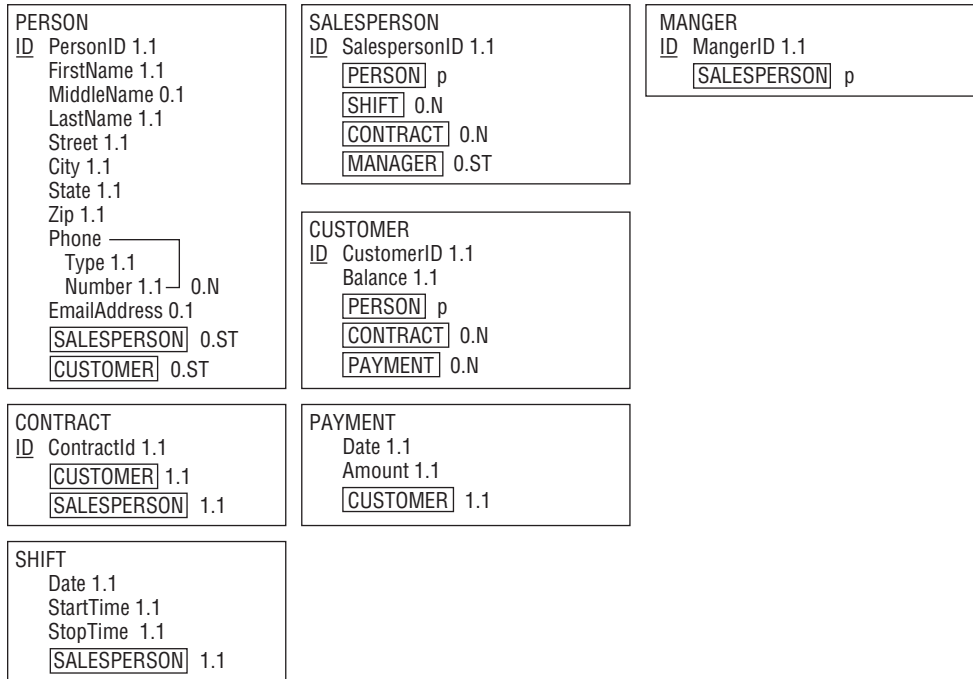 PERSON
ID PersonID 1.1
FirstName 1.1
MiddleName 0.1
LastName 1.1
Street 1.1
City 1.1
State 1.1
Zip 1.1
Phone
Type 1.1
Number 1.1 0.N
EmailAddress 0.1
SALESPERSON 0.ST
CUSTOMER 0.ST
SALESPERSON
ID SalespersonID 1.1
PERSON p
SHIFT 0.N
CONTRACT 0.N
MANAGER 0.ST
MANGER
ID MangerID 1.1
SALESPERSON p
CUSTOMER
ID CustomerID 1.1
Balance 1.1
PERSON p
CONTRACT 0.N
PAYMENT 0.N
CONTRACT
ID ContractId 1.1
CUSTOMER 1.1
SALESPERSON 1.1
PAYMENT
Date 1.1
Amount 1.1
CUSTOMER 1.1
SHIFT
Date 1.1
StartTime 1.1
StopTime 1.1
SALESPERSON 1.1